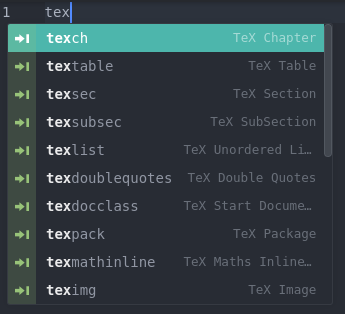 1 tex
texch TeX Chapter
textable TeX Table
texsec TeX Section
texsubsec TeX SubSection
texlist TeX Unordered Li…
texdoublequotes TeX Double Quotes
texdocclass TeX Start Docume…
texpack TeX Package
texmathinline TeX Maths Inline…
teximg TeX Image